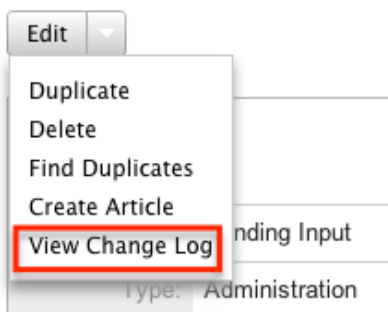 Edit
Duplicate
Delete
Find Duplicates
Create Article
View Change Log
nding Input
Type: Administration